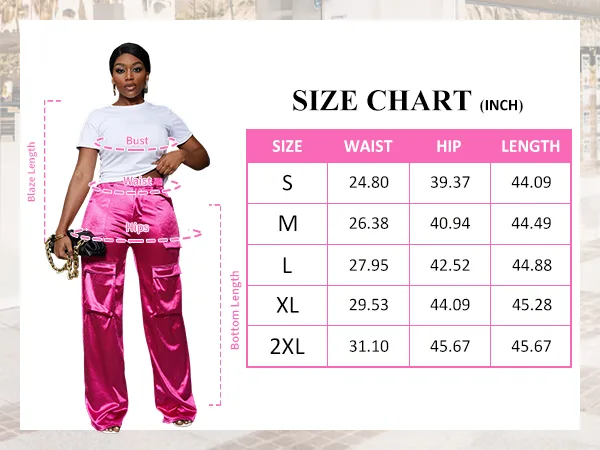 SIZE CHART (INCH)
Blaze Length
Bust
Waist
Hips
Bottom Length
SIZE WAIST HIP LENGTH
S 24.80 39.37 44.09
M 26.38 40.94 44.49
L 27.95 42.52 44.88
XL 29.53 44.09 45.28
2XL 31.10 45.67 45.67